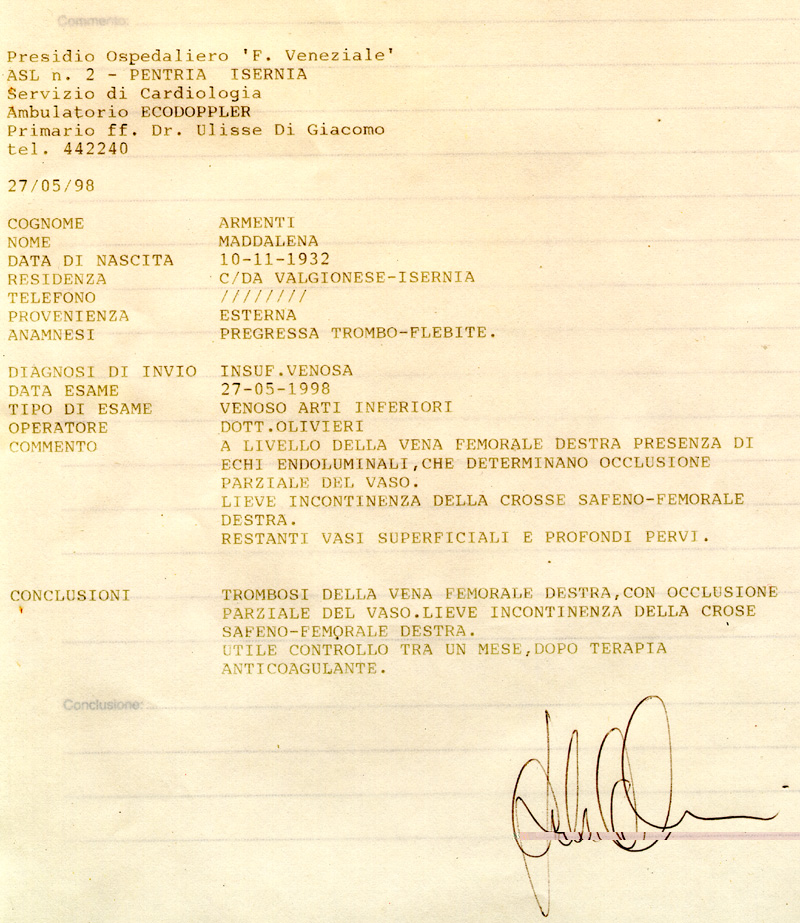 Commento:
Presidio Ospedaliero 'F. Veneziale'
ASL n. 2 - PENTRIA ISERNIA
Servizio di Cardiologia
Ambulatorio ECODOPPLER
Primario ff. Dr. Ulisse Di Giacomo
tel. 442240
27/05/98
COGNOME ARMENTI
NOME MADDALENA
DATA DI NASCITA 10-11-1932
RESIDENZA C/DA VALGIONESE-ISERNIA
TELEFONO ////////
PROVENIENZA ESTERNA
ANAMNESI PREGRESSA TROMBO-FLEBITE.
DIAGNOSI DI INVIO INSUF.VENOSA
DATA ESAME 27-05-1998
TIPO DI ESAME VENOSO ARTI INFERIORI
OPERATORE DOTT.OLIVIERI
COMMENTO A LIVELLO DELLA VENA FEMORALE DESTRA PRESENZA DI
ECHI ENDOLUMINALI,CHE DETERMINANO OCCLUSIONE
PARZIALE DEL VASO.
LIEVE INCONTINENZA DELLA CROSSE SAFENO-FEMORALE
DESTRA.
RESTANTI VASI SUPERFICIALI E PROFONDI PERVI.
CONCLUSIONI TROMBOSI DELLA VENA FEMORALE DESTRA,CON OCCLUSIONE
PARZIALE DEL VASO.LIEVE INCONTINENZA DELLA CROSE
SAFENO-FEMORALE DESTRA.
UTILE CONTROLLO TRA UN MESE,DOPO TERAPIA
ANTICOAGULANTE.
Conclusione: